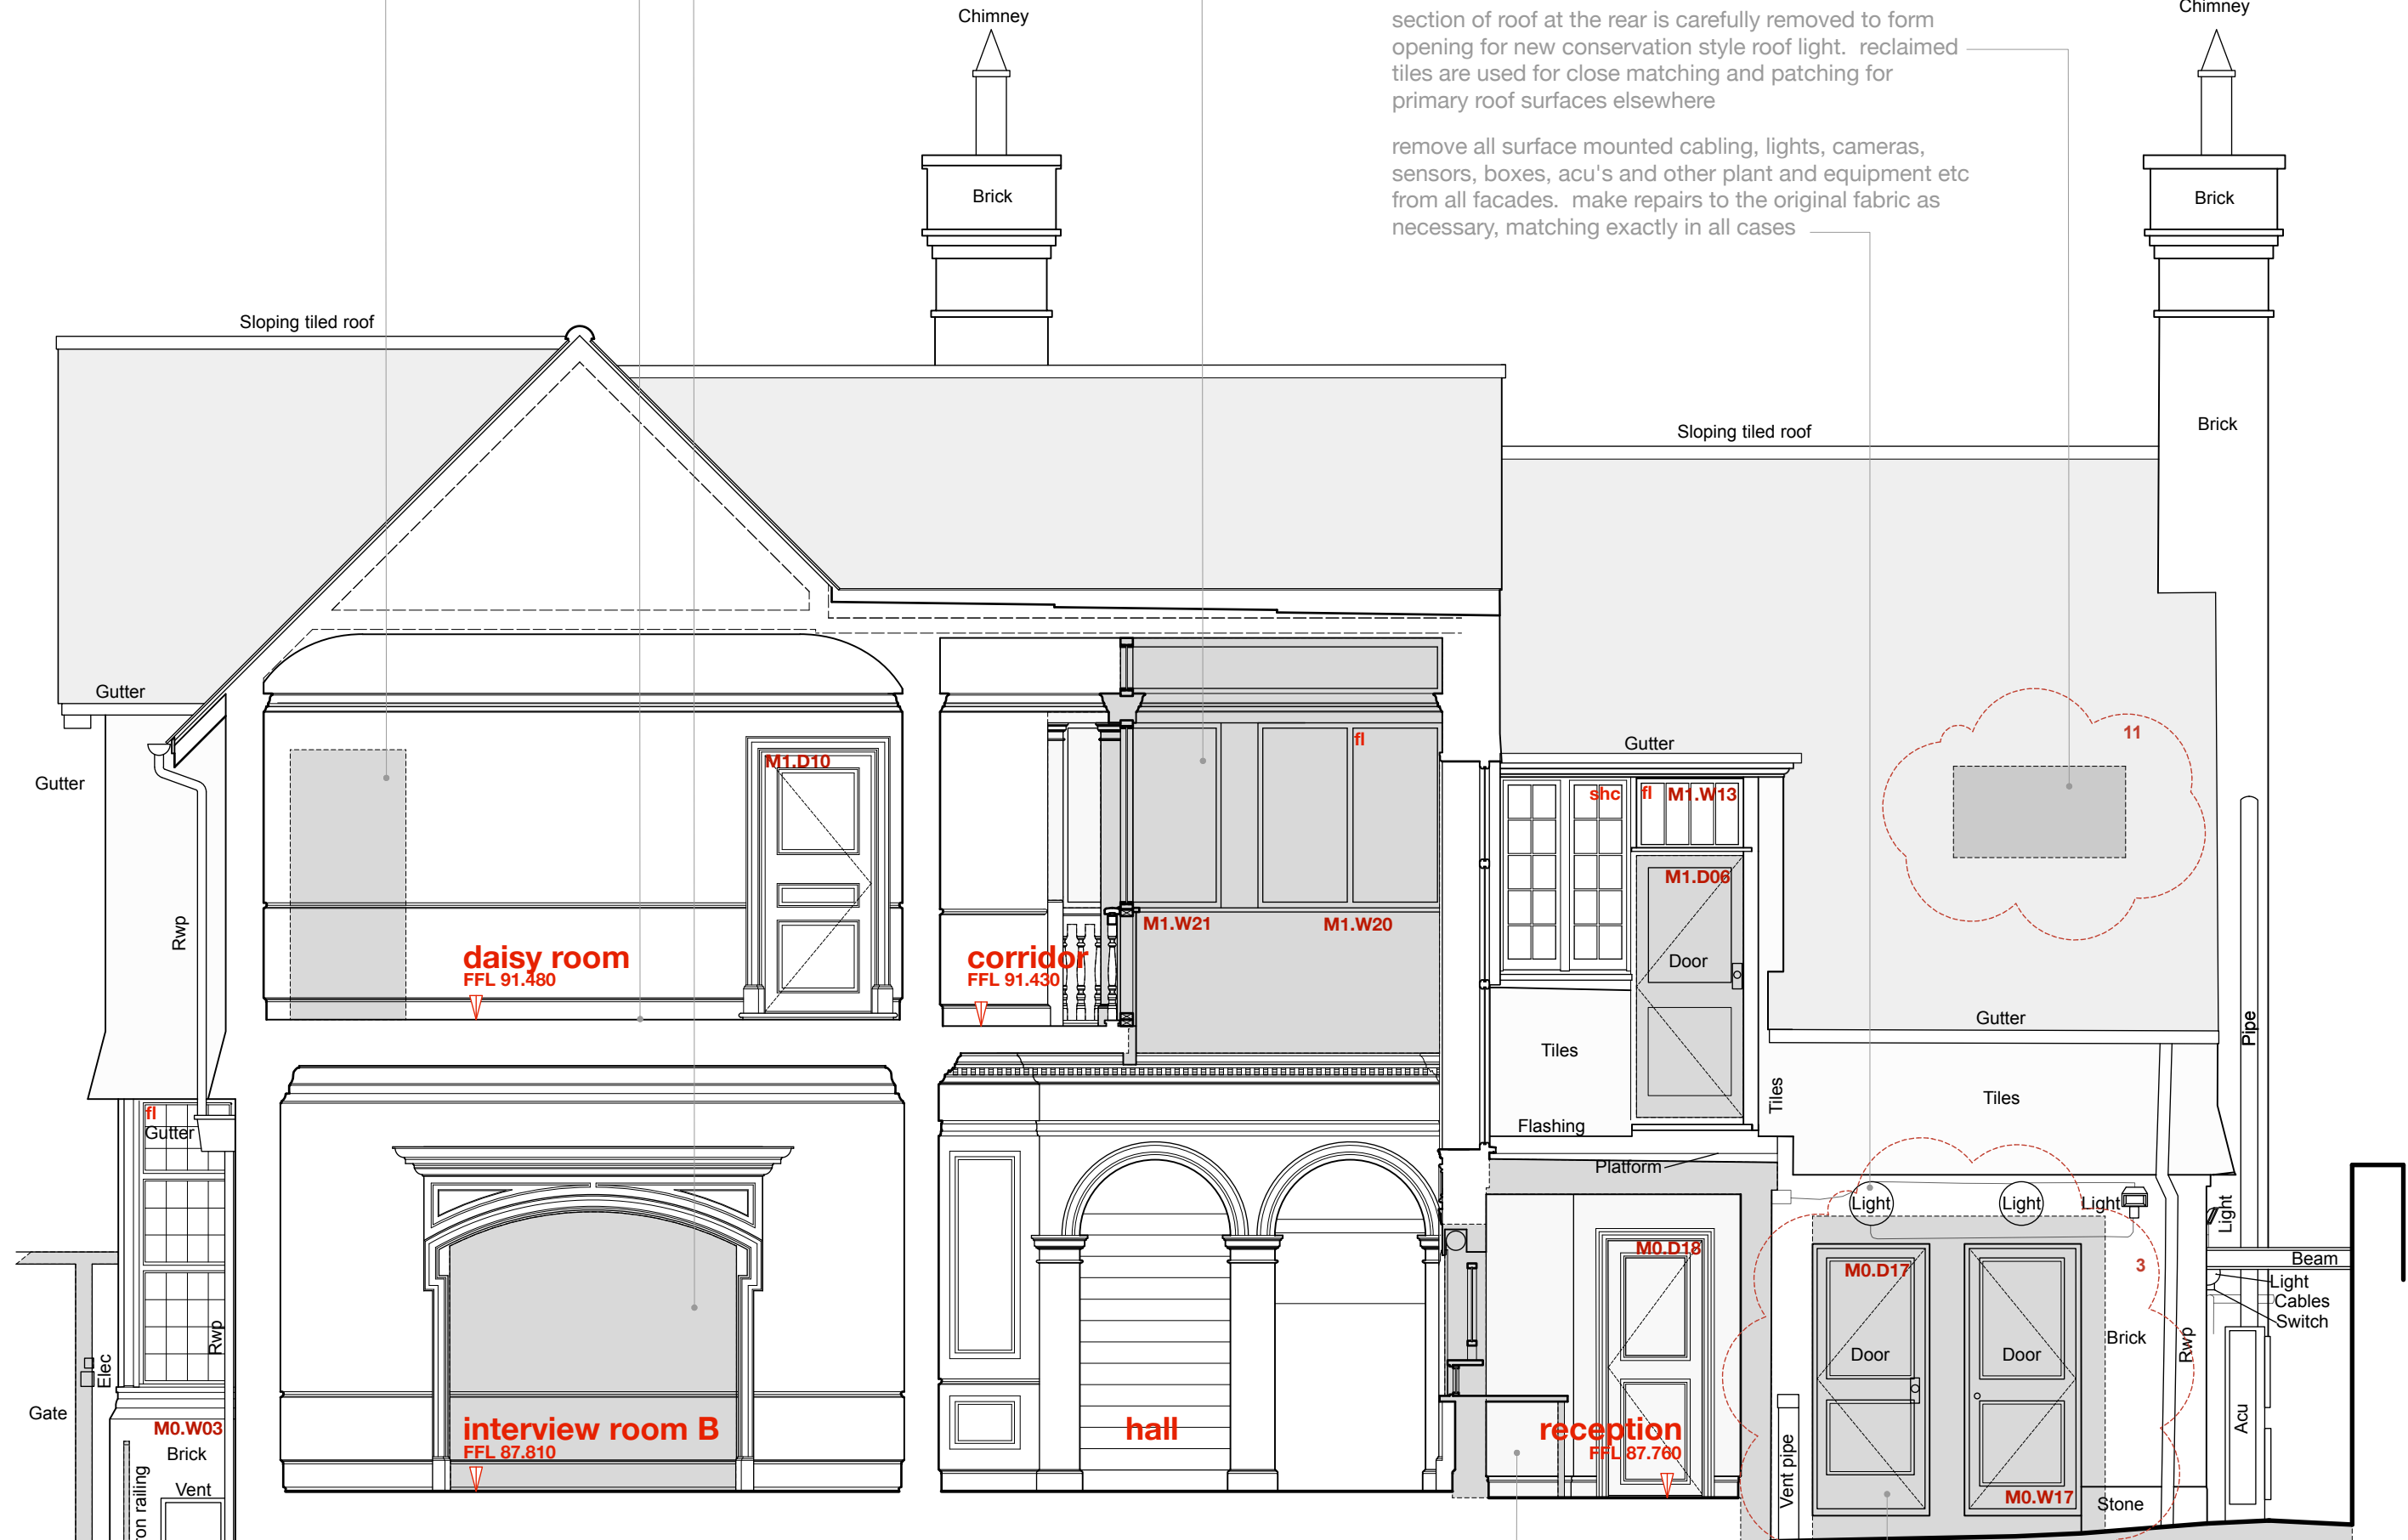 Chimney
section of roof at the rear is carefully removed to form
opening for new conservation style roof light.  reclaimed
tiles are used for close matching and patching for
primary roof surfaces elsewhere
Chimney
remove all surface mounted cabling, lights, cameras,
sensors, boxes, acu's and other plant and equipment etc
from all facades.  make repairs to the original fabric as
necessary, matching exactly in all cases
Brick
Brick
Sloping tiled roof
Brick
Sloping tiled roof
Gutter
Gutter
11
fl
Gutter
M1.D10
shc
fl
M1.W13
M1.D06
Rwp
M1.W21
M1.W20
daisy room
FFL 91.480
corridor
FFL 91.430
Door
Gutter
Pipe
Tiles
Tiles
Tiles
fl
Gutter
Flashing
Platform
Light
Light
Light
Light
M0.D18
M0.D17
3
Beam
Light
Cables
Switch
Rwp
Elec
Door
Door
Brick
Rwp
Gate
M0.W03
Brick
interview room B
FFL 87.810
hall
reception
FFL 87.760
Acu
Vent pipe
Vent
on railing
M0.W17
Stone